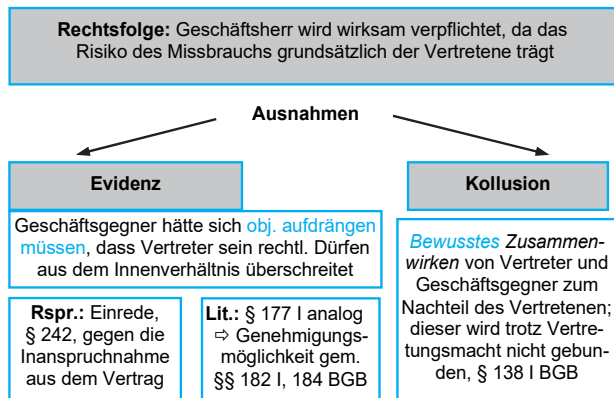 Rechtsfolge: Geschäftsherr wird wirksam verpflichtet, da das
Risiko des Missbrauchs grundsätzlich der Vertretene trägt
Ausnahmen
Evidenz
Geschäftsgegner hätte sich obj. aufdrängen
müssen, dass Vertreter sein rechtl. Dürfen
aus dem Innenverhältnis überschreitet
Rspr.: Einrede,
§ 242, gegen die
Inanspruchnahme
aus dem Vertrag
Lit.: § 177 I analog
⇨ Genehmigungs-
möglichkeit gem.
§§ 182 I, 184 BGB
Kollusion
Bewusstes Zusammen-
wirken von Vertreter und
Geschäftsgegner zum
Nachteil des Vertretenen;
dieser wird trotz Vertre-
tungsmacht nicht gebun-
den, § 138 I BGB